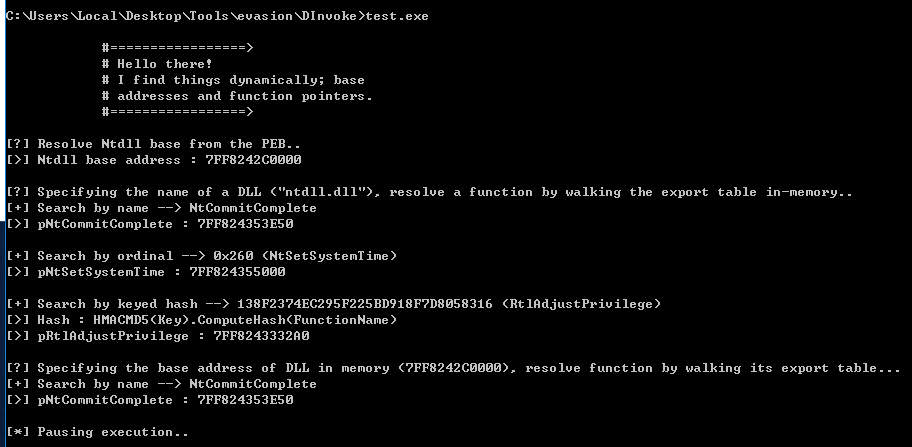 C:\Users\Local\Desktop\Tools\evasion\DInvoke>test.exe
#=================>
# Hello there!
# I find things dynamically; base
# addresses and function pointers.
#=================>
[?] Resolve Ntdll base from the PEB..
[>] Ntdll base address : 7FF8242C0000
[?] Specifying the name of a DLL ("ntdll.dll"), resolve a function by walking the export table in-memory..
[+] Search by name --> NtCommitComplete
[>] pNtCommitComplete : 7FF824353E50
[+] Search by ordinal --> 0x260 (NtSetSystemTime)
[>] pNtSetSystemTime : 7FF824355000
[+] Search by keyed hash --> 138F2374EC295F225BD918F7D8058316 (RtlAdjustPrivilege)
[>] Hash : HMACMD5(Key).ComputeHash(FunctionName)
[>] pRtlAdjustPrivilege : 7FF8243332A0
[?] Specifying the base address of DLL in memory (7FF8242C0000), resolve function by walking its export table...
[+] Search by name --> NtCommitComplete
[>] pNtCommitComplete : 7FF824353E50
[*] Pausing execution..